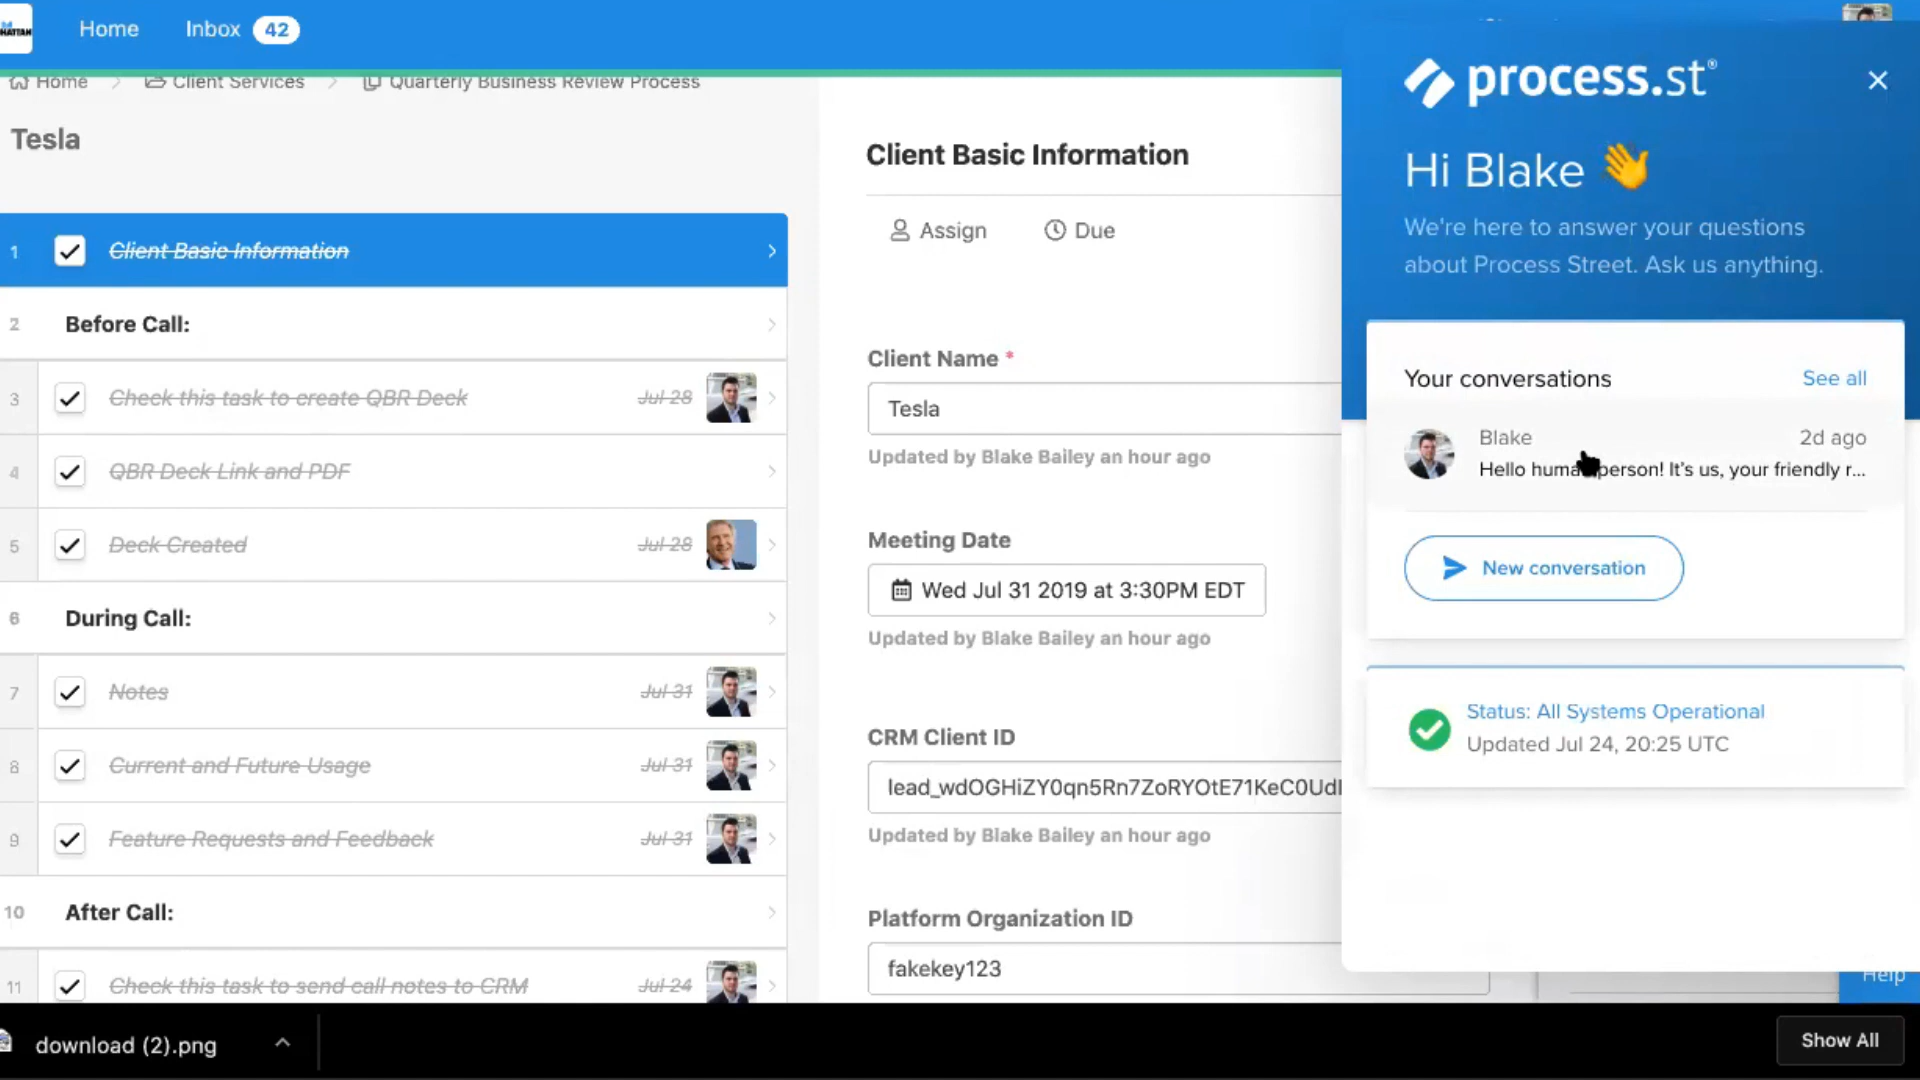 HATTAN
Home
Inbox 42
Home
Client Services
Quarterly Business Review Process
Tesla
1 Client Basic Information
2 Before Call:
3 Check this task to create QBR Deck Jul 28
4 QBR Deck Link and PDF
5 Deck Created Jul 28
6 During Call:
7 Notes Jul 31
8 Current and Future Usage Jul 31
9 Feature Requests and Feedback Jul 31
10 After Call:
11 Check this task to send call notes to CRM Jul 24
Client Basic Information
Assign Due
Client Name *
Tesla
Updated by Blake Bailey an hour ago
Meeting Date
Wed Jul 31 2019 at 3:30PM EDT
Updated by Blake Bailey an hour ago
CRM Client ID
lead_wdOGHiZY0qn5Rn7ZoRYOtE71KeC0Ud
Updated by Blake Bailey an hour ago
Platform Organization ID
fakekey123
process.st®
Hi Blake 👋
We're here to answer your questions
about Process Street. Ask us anything.
Your conversations See all
Blake 2d ago
Hello human person! It's us, your friendly r...
New conversation
Status: All Systems Operational
Updated Jul 24, 20:25 UTC
Help
download (2).png
Show All